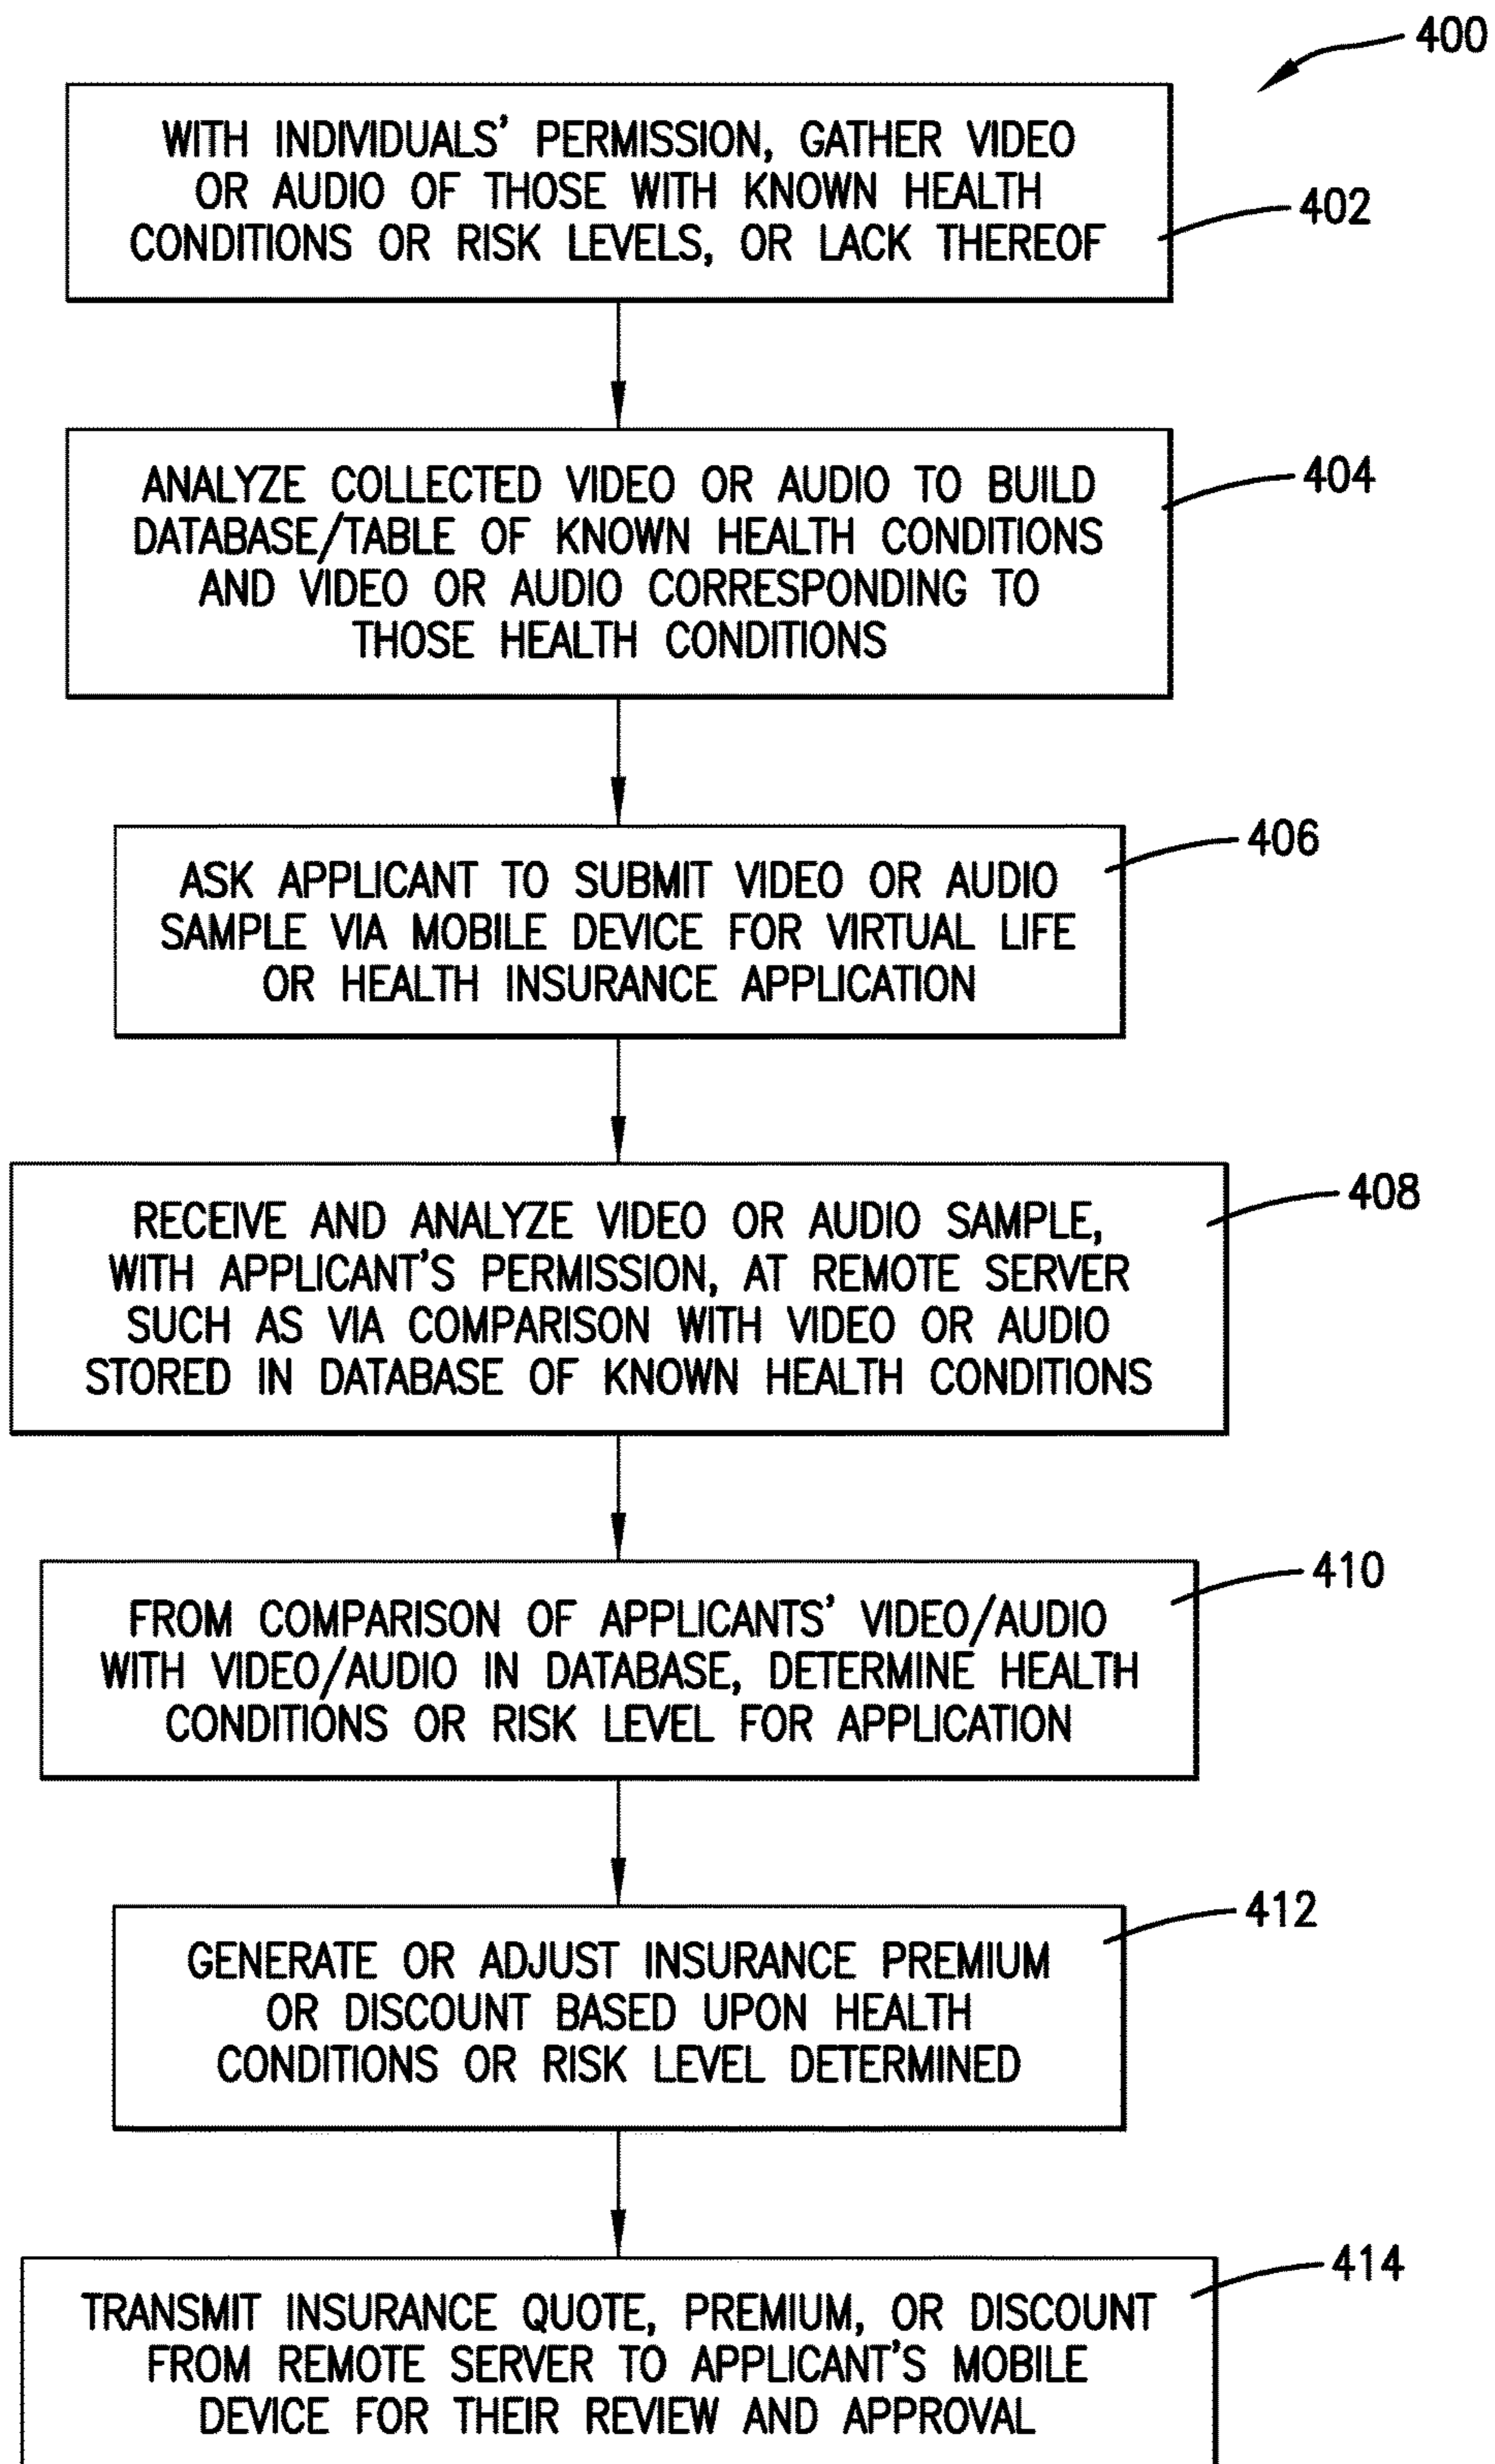 400
WITH INDIVIDUALS' PERMISSION, GATHER VIDEO
OR AUDIO OF THOSE WITH KNOWN HEALTH
CONDITIONS OR RISK LEVELS, OR LACK THEREOF
402
ANALYZE COLLECTED VIDEO OR AUDIO TO BUILD
DATABASE/TABLE OF KNOWN HEALTH CONDITIONS
AND VIDEO OR AUDIO CORRESPONDING TO
THOSE HEALTH CONDITIONS
404
ASK APPLICANT TO SUBMIT VIDEO OR AUDIO
SAMPLE VIA MOBILE DEVICE FOR VIRTUAL LIFE
OR HEALTH INSURANCE APPLICATION
406
RECEIVE AND ANALYZE VIDEO OR AUDIO SAMPLE,
WITH APPLICANT'S PERMISSION, AT REMOTE SERVER
SUCH AS VIA COMPARISON WITH VIDEO OR AUDIO
STORED IN DATABASE OF KNOWN HEALTH CONDITIONS
408
FROM COMPARISON OF APPLICANTS' VIDEO/AUDIO
WITH VIDEO/AUDIO IN DATABASE, DETERMINE HEALTH
CONDITIONS OR RISK LEVEL FOR APPLICATION
410
GENERATE OR ADJUST INSURANCE PREMIUM
OR DISCOUNT BASED UPON HEALTH
CONDITIONS OR RISK LEVEL DETERMINED
412
TRANSMIT INSURANCE QUOTE, PREMIUM, OR DISCOUNT
FROM REMOTE SERVER TO APPLICANT'S MOBILE
DEVICE FOR THEIR REVIEW AND APPROVAL
414